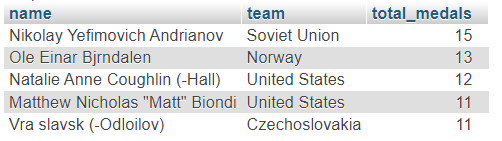 name team total_medals
Nikolay Yefimovich Andrianov Soviet Union 15
Ole Einar Bjrndalen Norway 13
Natalie Anne Coughlin (-Hall) United States 12
Matthew Nicholas "Matt" Biondi United States 11
Vra slavsk (-Odloilov) Czechoslovakia 11